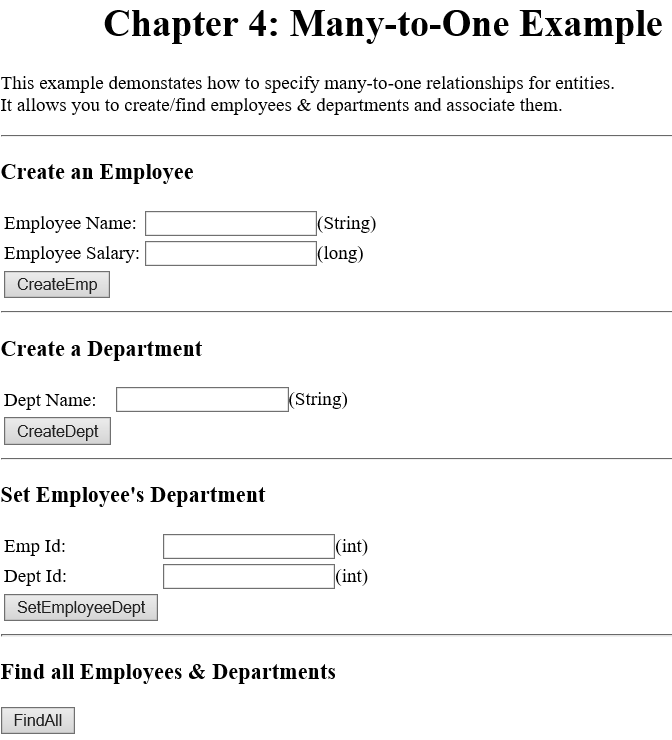 Chapter 4: Many-to-One Example
This example demonstates how to specify many-to-one relationships for entities.
It allows you to create/find employees & departments and associate them.
Create an Employee
Employee Name: (String)
Employee Salary: (long)
CreateEmp
Create a Department
Dept Name: (String)
CreateDept
Set Employee's Department
Emp Id: (int)
Dept Id: (int)
SetEmployeeDept
Find all Employees & Departments
FindAll